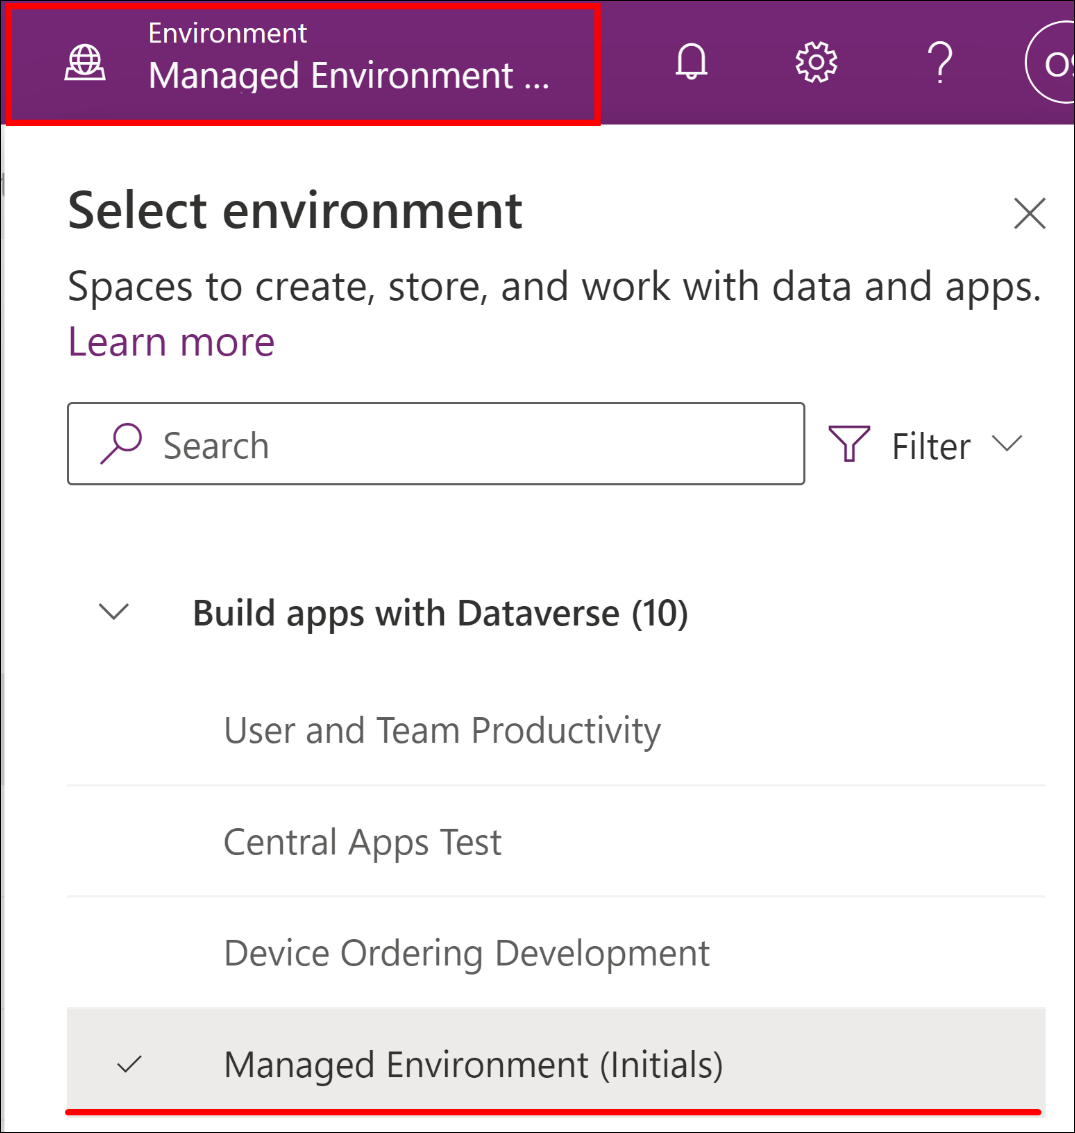 Environment
Managed Environment ...
Select environment
Spaces to create, store, and work with data and apps.
Learn more
Search
Filter
Build apps with Dataverse (10)
User and Team Productivity
Central Apps Test
Device Ordering Development
Managed Environment (Initials)